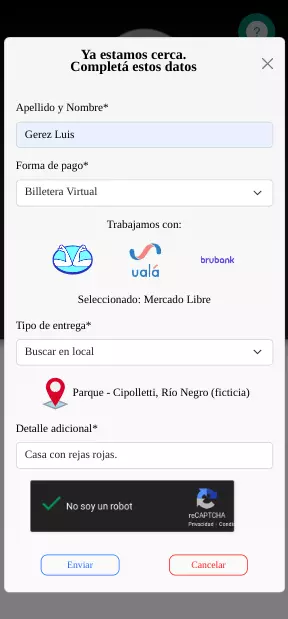 ?
Ya estamos cerca.
Completá estos datos
Apellido y Nombre*
Gerez Luis
Forma de pago*
Billetera Virtual
Trabajamos con:
ualá
brubank
Seleccionado: Mercado Libre
Tipo de entrega*
Buscar en local
Parque - Cipolletti, Río Negro (ficticia)
Detalle adicional*
Casa con rejas rojas.
No soy un robot
reCAPTCHA
Privacidad - Condi
Enviar
Cancelar